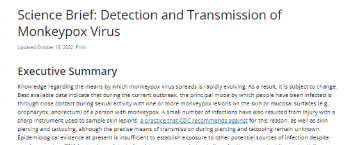 Science Brief: Detection and Transmission of
Monkeypox Virus
Updated October 18, 2022 Print
Executive Summary
Knowledge regarding the means by which monkeypox virus spreads is rapidly evolving. As a result, it is subject to change.
Best available data indicate that during the current outbreak, the principal mode by which people have been infected is
through close contact during sexual activity with one or more monkeypox lesions on the skin or mucosal surfaces (e.g.,
oropharynx, anorectum) of a person with monkeypox. A small number of infections have also resulted from injury with a
sharp instrument used to sample skin lesions, a practice that CDC recommends against for this reason, as well as skin
piercing and tattooing, although the precise means of transmission during piercing and tattooing remain unknown.
Epidemiological evidence at present is insufficient to establish exposure to other potential sources of infection despite